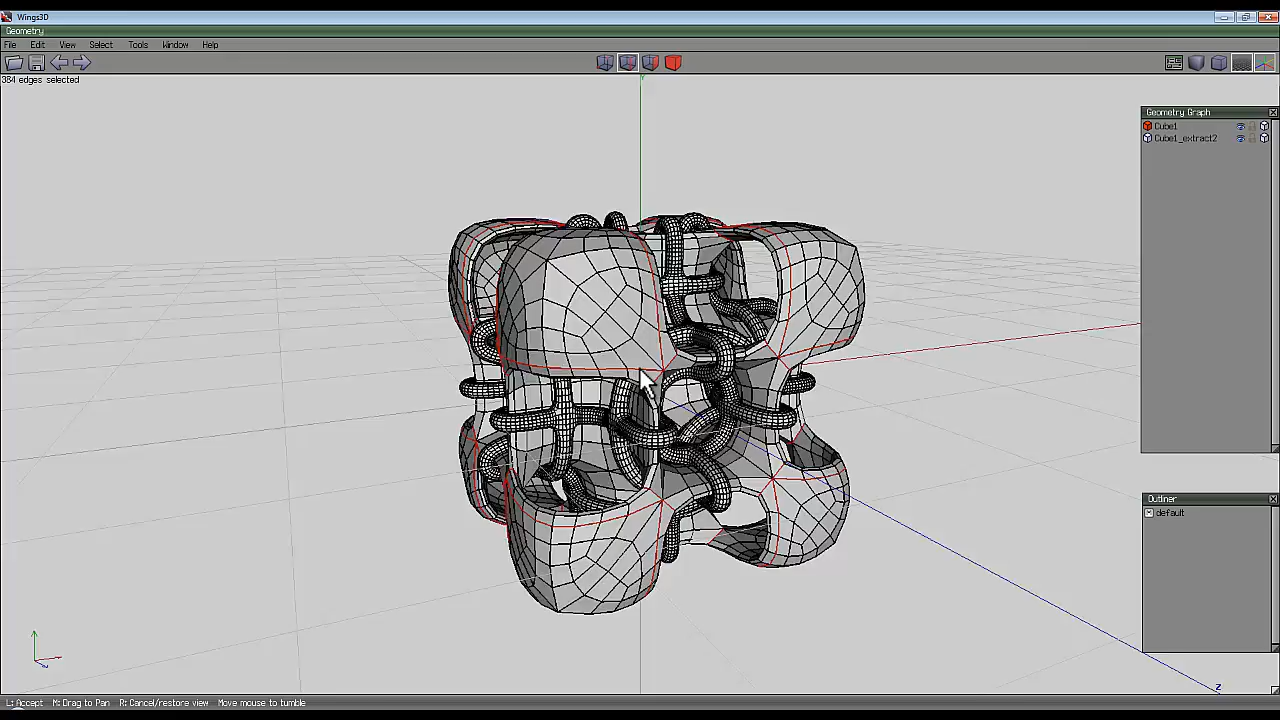 Wings3D
Geometry
File Edit View Select Tools Window Help
384 edges selected
Y
Geometry Graph
Cube1
Cube1_extract2
Outliner
default
Z
L: Accept M: Drag to Pan R: Cancel/restore view Move mouse to tumble